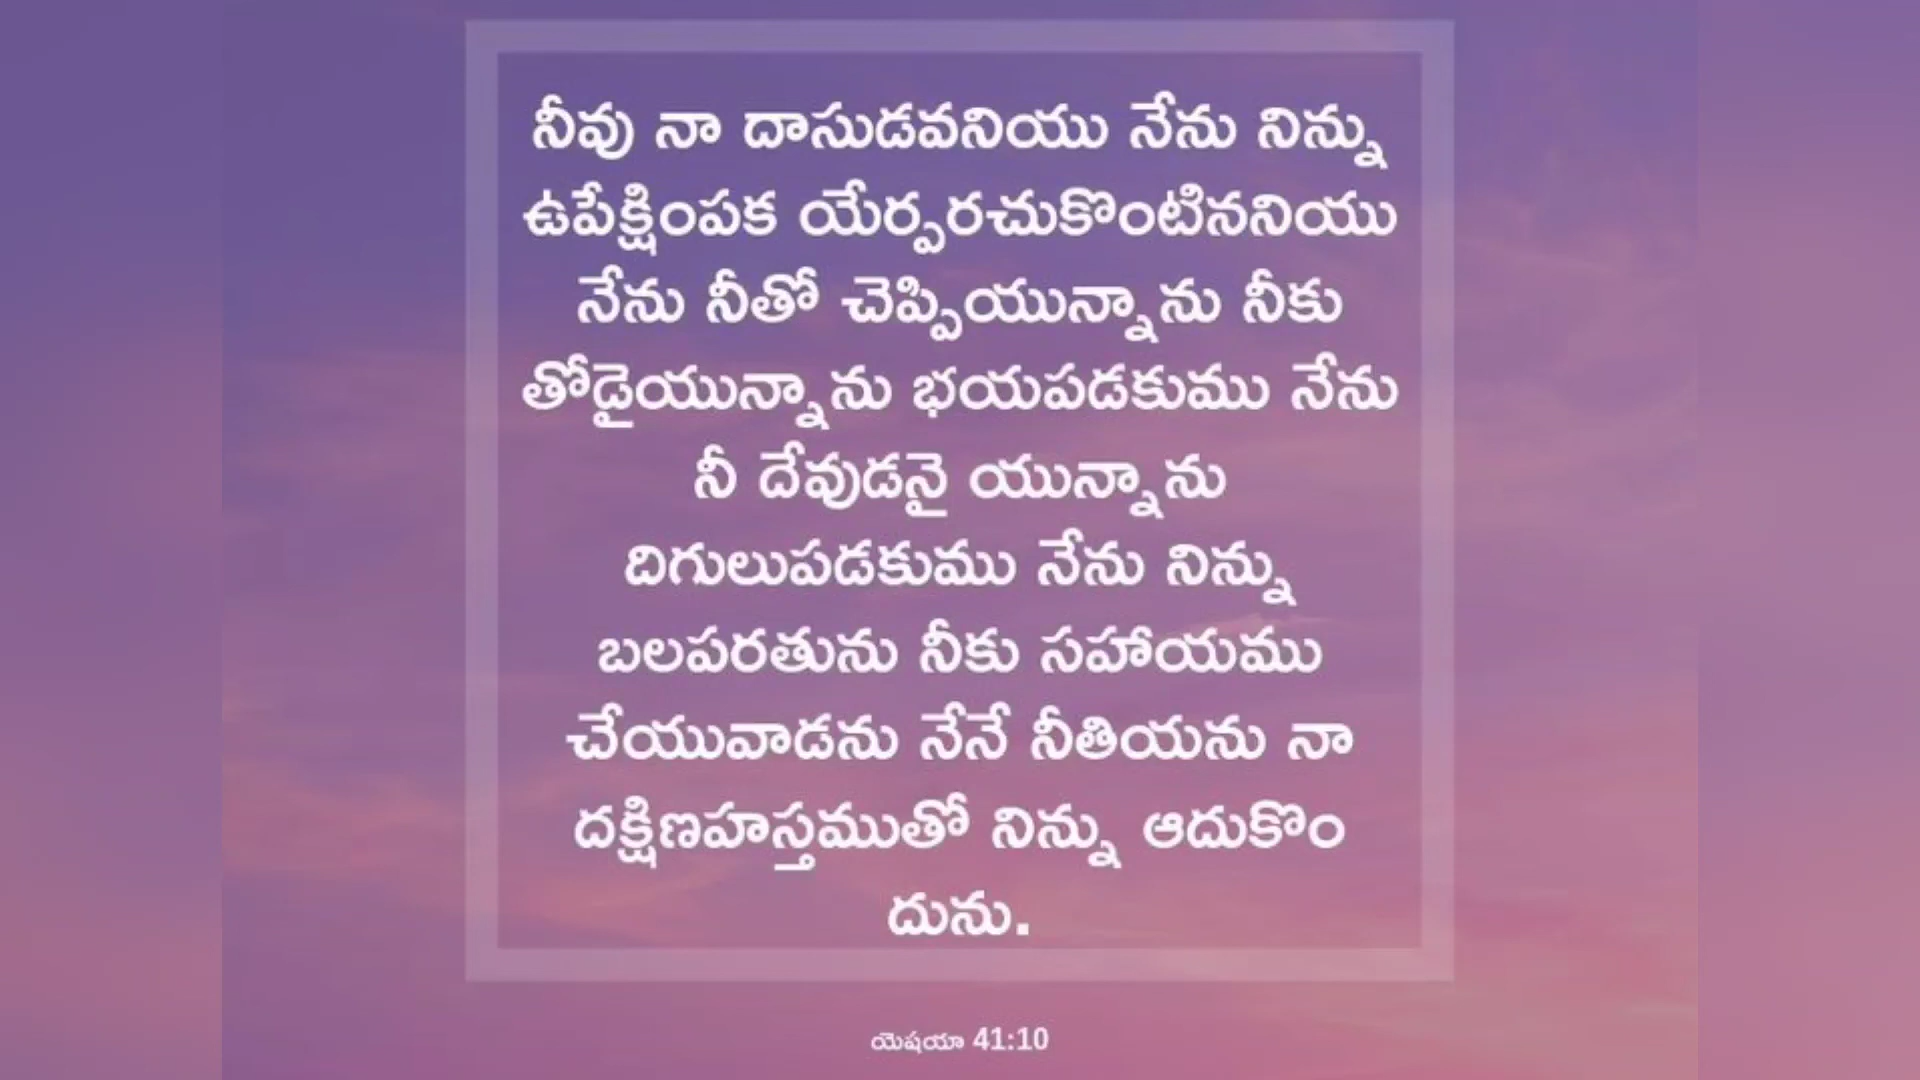 నీవు నా దాసుడవనియు నేను నిన్ను
ఉపేక్షింపక యేర్పరచుకొంటిననియు
నేను నీతో చెప్పియున్నాను నీకు
తోడైయున్నాను భయపడకుము నేను
నీ దేవుడనై యున్నాను
దిగులుపడకుము నేను నిన్ను
బలపరతును నీకు సహాయము
చేయువాడను నేనే నీతియను నా
దక్షిణహస్తముతో నిన్ను ఆదుకొం
దును.
యెషయా 41:10